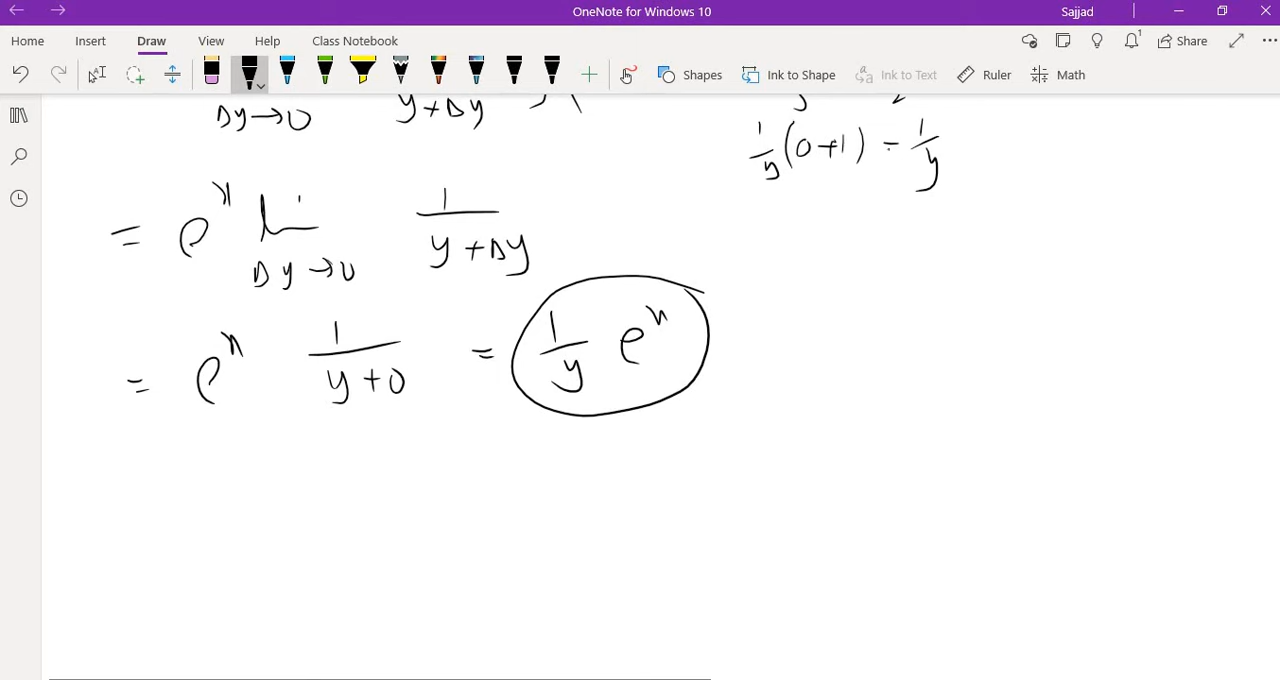 OneNote for Windows 10
Sajjad
Home Insert Draw View Help Class Notebook
Share
Shapes Ink to Shape Ink to Text Ruler Math
Δy→0 y+Δy
1/y (0+1) = 1/y
= e^x lim Δy→0 1/(y+Δy)
= e^x 1/(y+0) = 1/y e^x